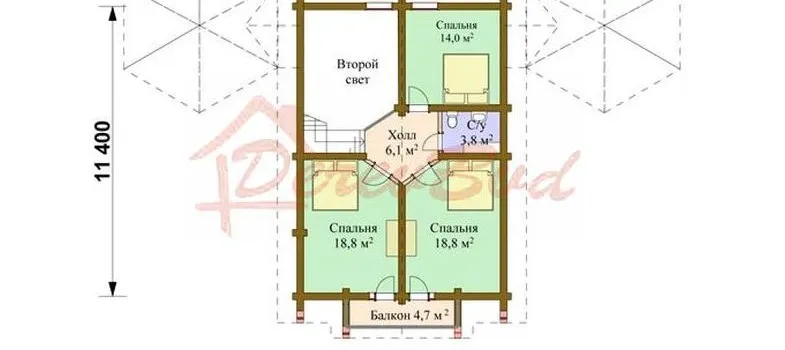 Спальня
14,0 м²
Второй
свет
11 400
Холл
6,1 м²
С/у
3,8 м²
DerevBud
Спальня
18,8 м²
Спальня
18,8 м²
Балкон 4,7 м²